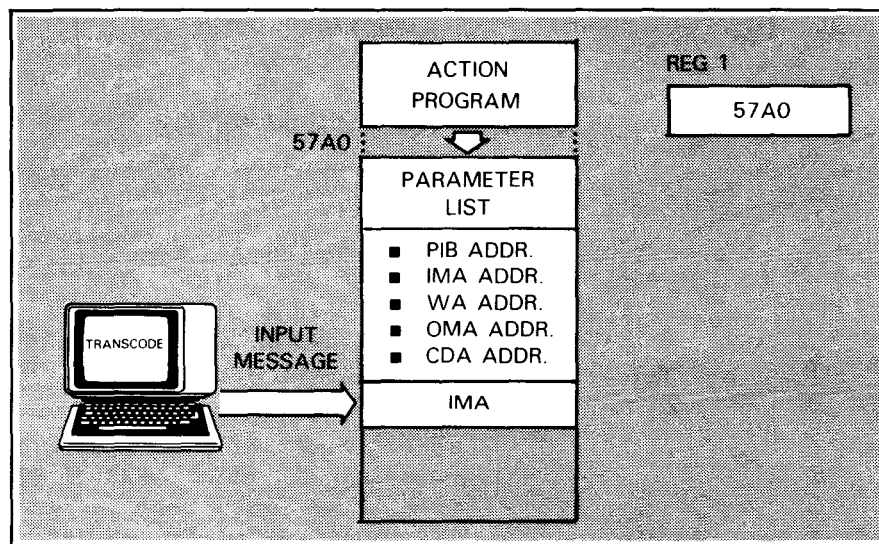 ACTION
PROGRAM
REG 1
57A0
57A0
PARAMETER
LIST
■ PIB ADDR.
■ IMA ADDR.
■ WA ADDR.
■ OMA ADDR.
■ CDA ADDR.
TRANSCODE
INPUT
MESSAGE
IMA